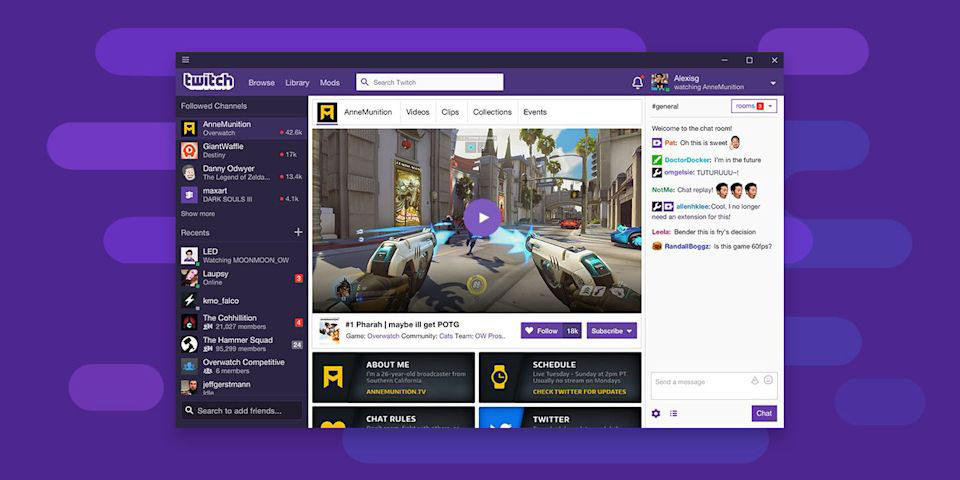 twitch
Browse
Library
Mods
Search Twitch
Alexisg
watching AnneMunition
Followed Channels
AnneMunition
Overwatch
42.6k
GiantWaffle
Destiny
17k
Danny Odwyer
The Legend of Zelda...
13.4k
maxart
DARK SOULS III
4.1k
Show more
Recents
LED
Watching MOONMOON_OW
Laupsy
Online
3
kmo_falco
The Cohhilition
21,027 members
4
The Hammer Squad
95,299 members
24
Overwatch Competitive
6 members
jeffgerstmann
Idle
Search to add friends...
AnneMunition
Videos
Clips
Collections
Events
89
#1 Pharah | maybe ill get POTG
Game: Overwatch Community: Cats Team: OW Pros..
Follow
18k
Subscribe
ABOUT ME
I'm a 26-year-old broadcaster from
Southern California
ANNEMUNITION.TV
SCHEDULE
Live Tuesday - Sunday at 2pm PT.
Usually no stream on Mondays
CHECK TWITTER FOR UPDATES
CHAT RULES
TWITTER
#general
rooms 3
Welcome to the chat room!
Pat: Oh this is sweet
DoctorDocker: I'm in the future
omgelsie: TUTURUUU~!
NotMe: Chat replay!
allenhklee: Cool, I no longer
need an extension for this!
Leela: Bender this is fry's decision
RandallBoggz: Is this game 60fps?
Send a message
Chat